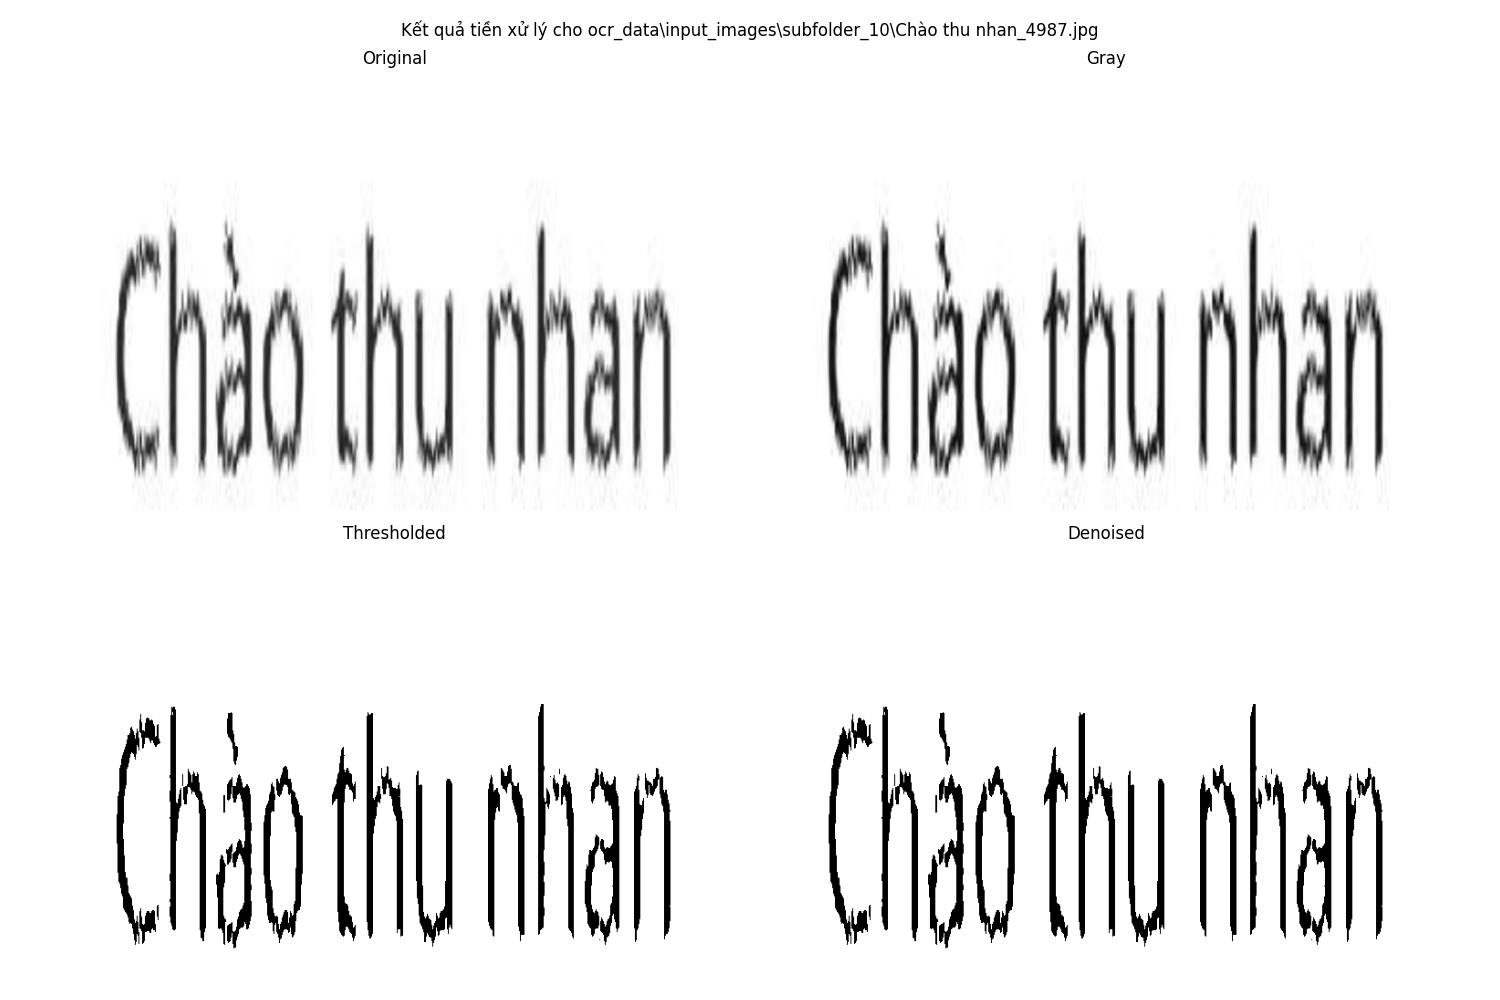 Kết quả tiền xử lý cho ocr_data\input_images\subfolder_10\Chào thu nhan_4987.jpg
Original
Gray
Chào thu nhan
Chào thu nhan
Thresholded
Denoised
Chào thu nhan
Chào thu nhan